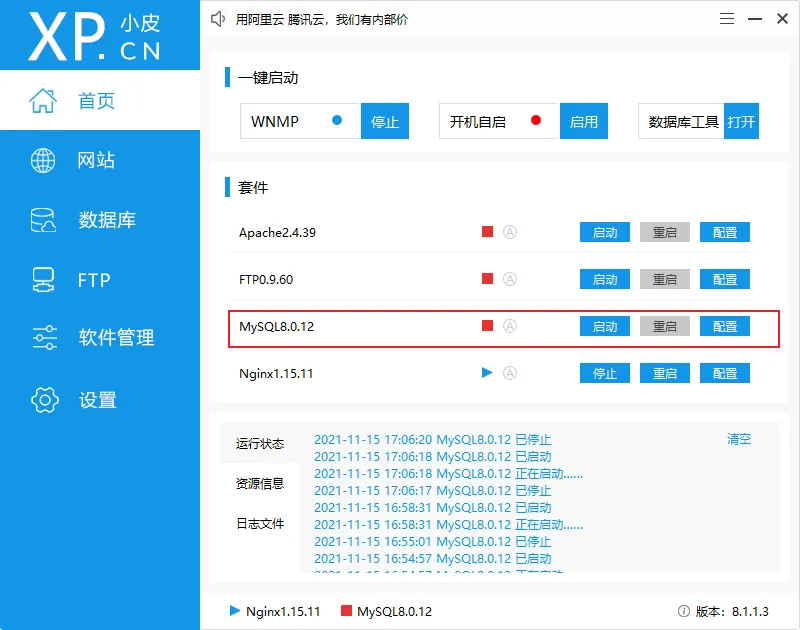 XP.CN 小皮
用阿里云 腾讯云，我们有内部价
首页
网站
数据库
FTP
软件管理
设置
一键启动
WNMP 停止 开机自启 启用 数据库工具 打开
套件
Apache2.4.39 A 启动 重启 配置
FTP0.9.60 A 启动 重启 配置
MySQL8.0.12 A 启动 重启 配置
Nginx1.15.11 A 停止 重启 配置
运行状态
资源信息
日志文件
清空
2021-11-15 17:06:20 MySQL8.0.12 已停止
2021-11-15 17:06:18 MySQL8.0.12 已启动
2021-11-15 17:06:18 MySQL8.0.12 正在启动......
2021-11-15 17:06:17 MySQL8.0.12 已停止
2021-11-15 16:58:31 MySQL8.0.12 已启动
2021-11-15 16:58:31 MySQL8.0.12 正在启动......
2021-11-15 16:55:01 MySQL8.0.12 已停止
2021-11-15 16:54:57 MySQL8.0.12 已启动
Nginx1.15.11 MySQL8.0.12 版本：8.1.1.3